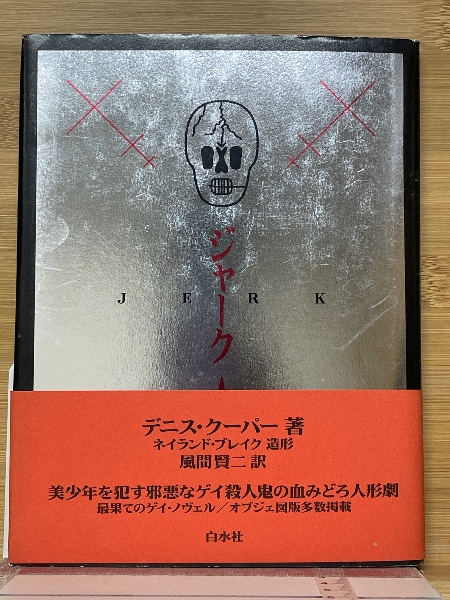 ジャーク
JERK
デニス・クーパー 著
ネイランド・ブレイク 造形
風間賢二 訳
美少年を犯す邪悪なゲイ殺人鬼の血みどろ人形劇
最果てのゲイ・ノヴェル/オブジェ図版多数掲載
白水社